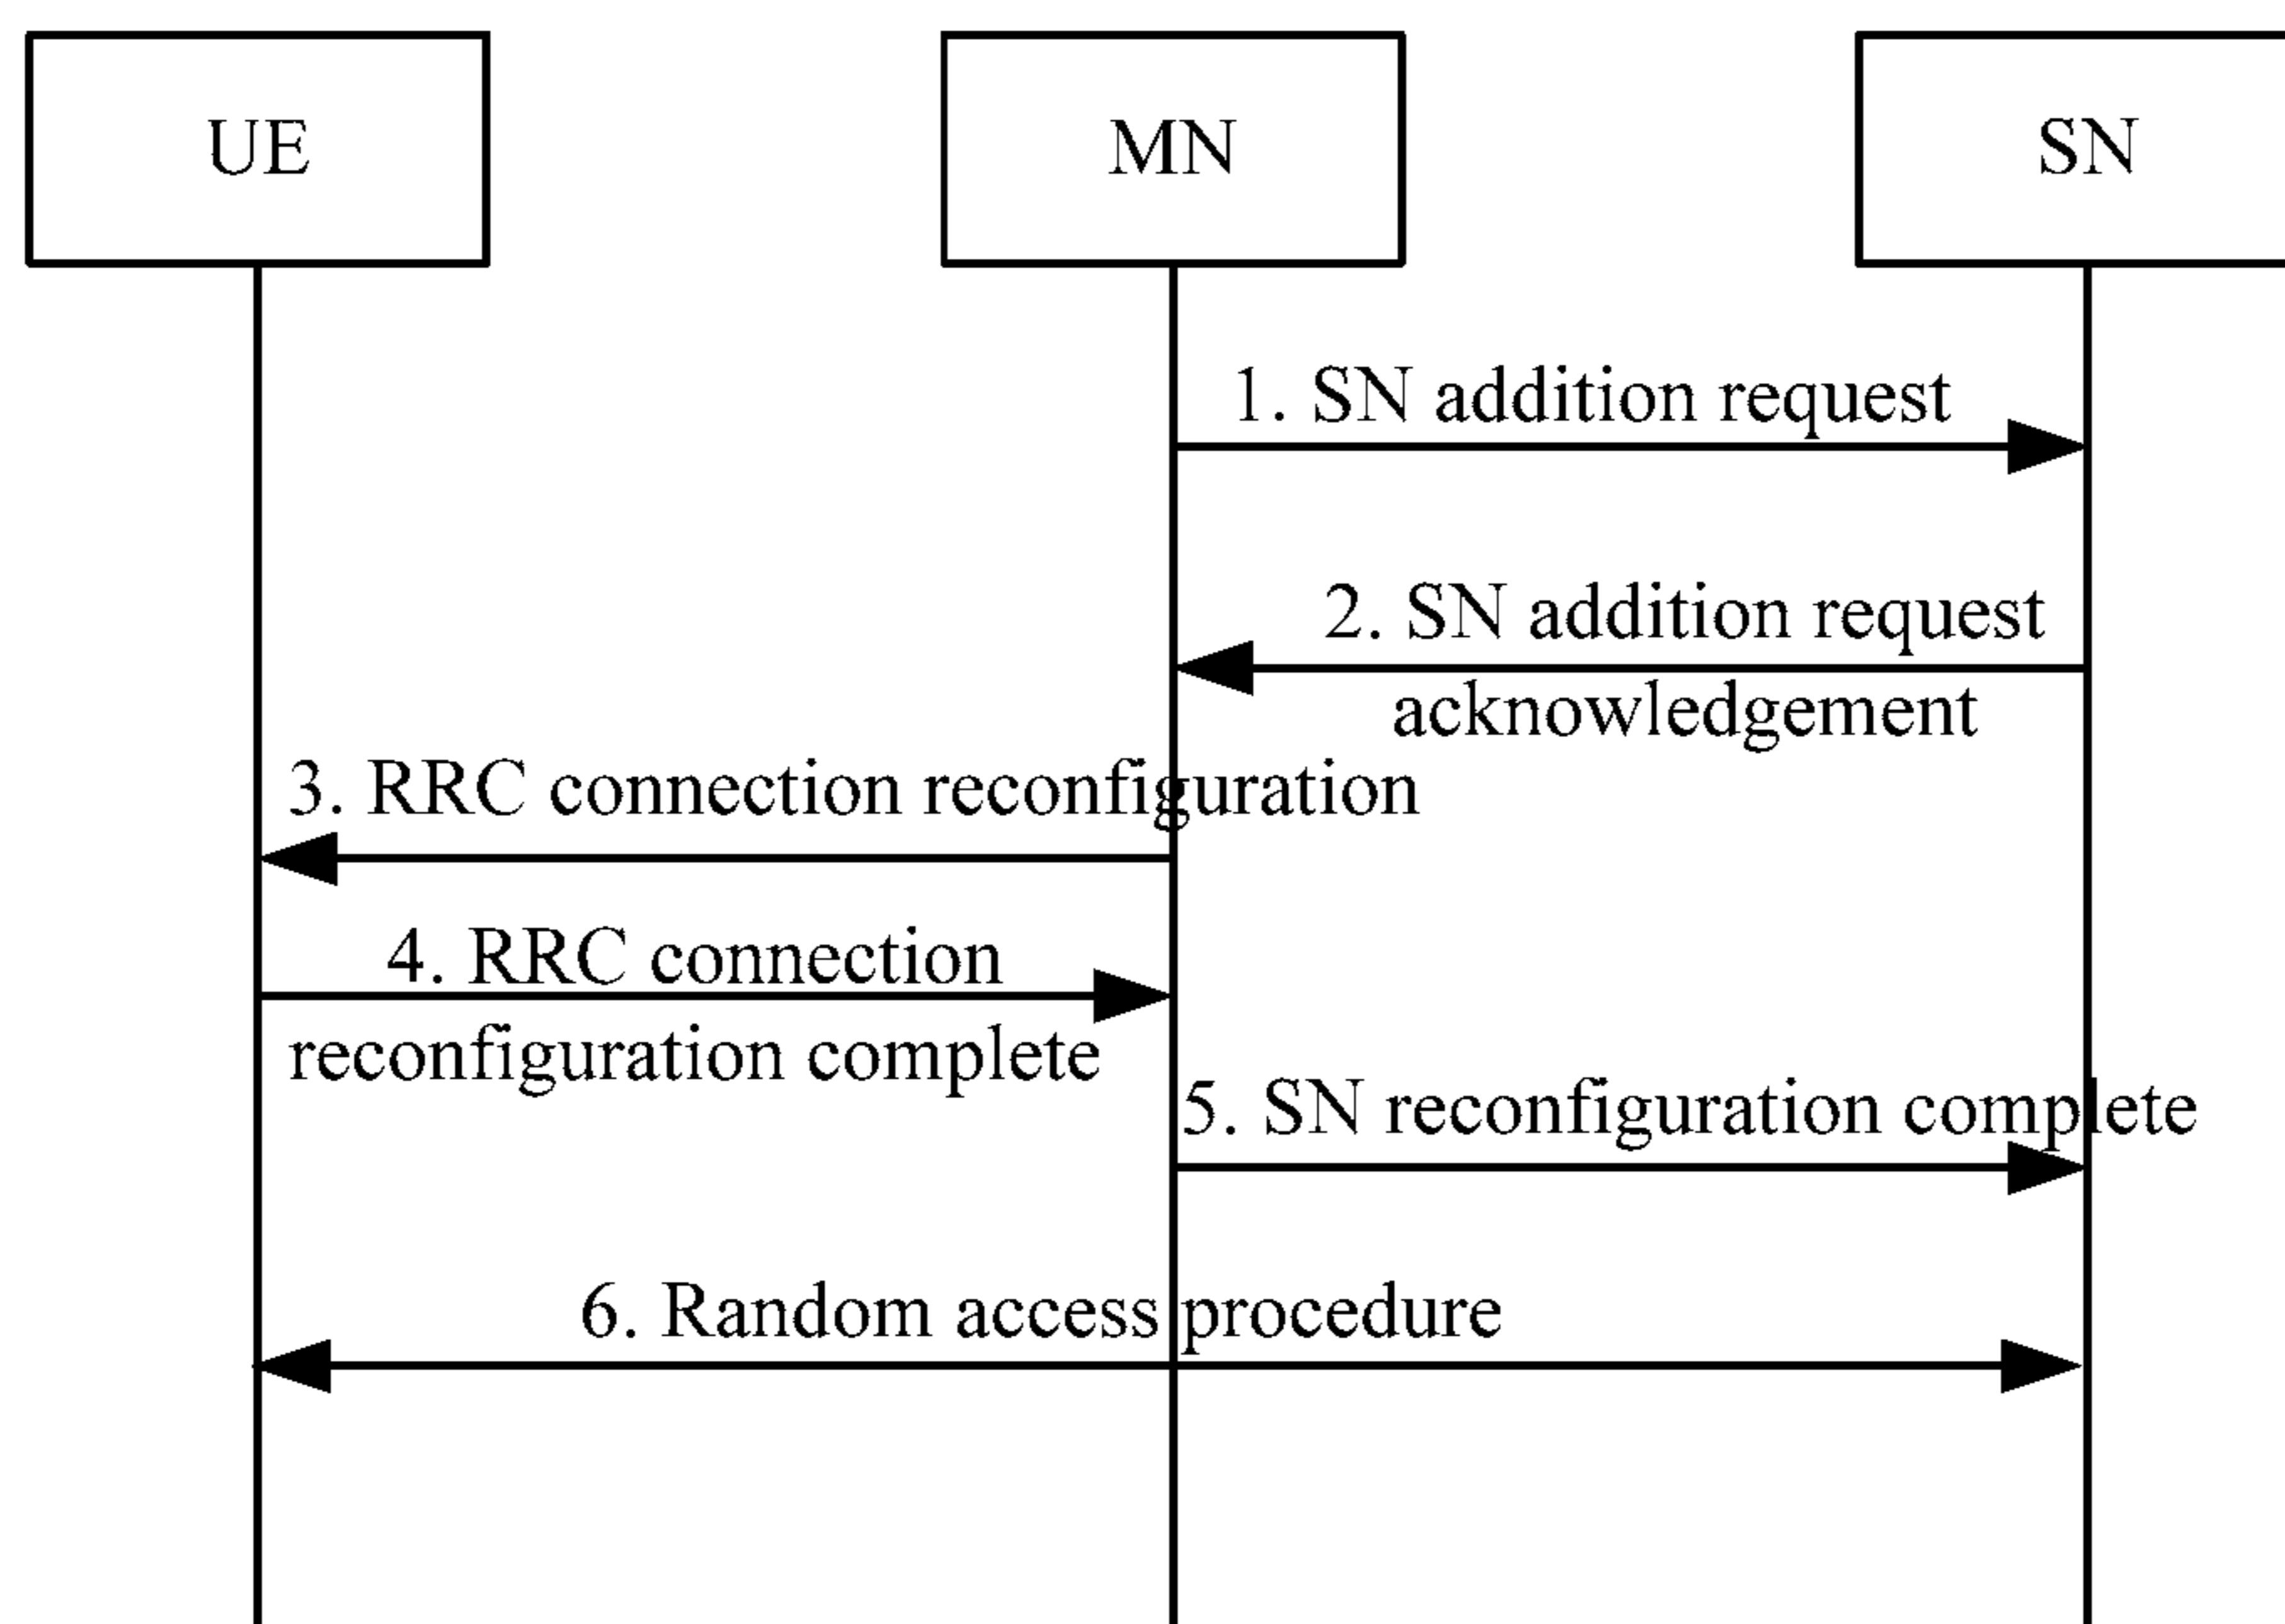 UE
MN
SN
1. SN addition request
2. SN addition request
acknowledgement
3. RRC connection reconfiguration
4. RRC connection
reconfiguration complete
5. SN reconfiguration complete
6. Random access procedure